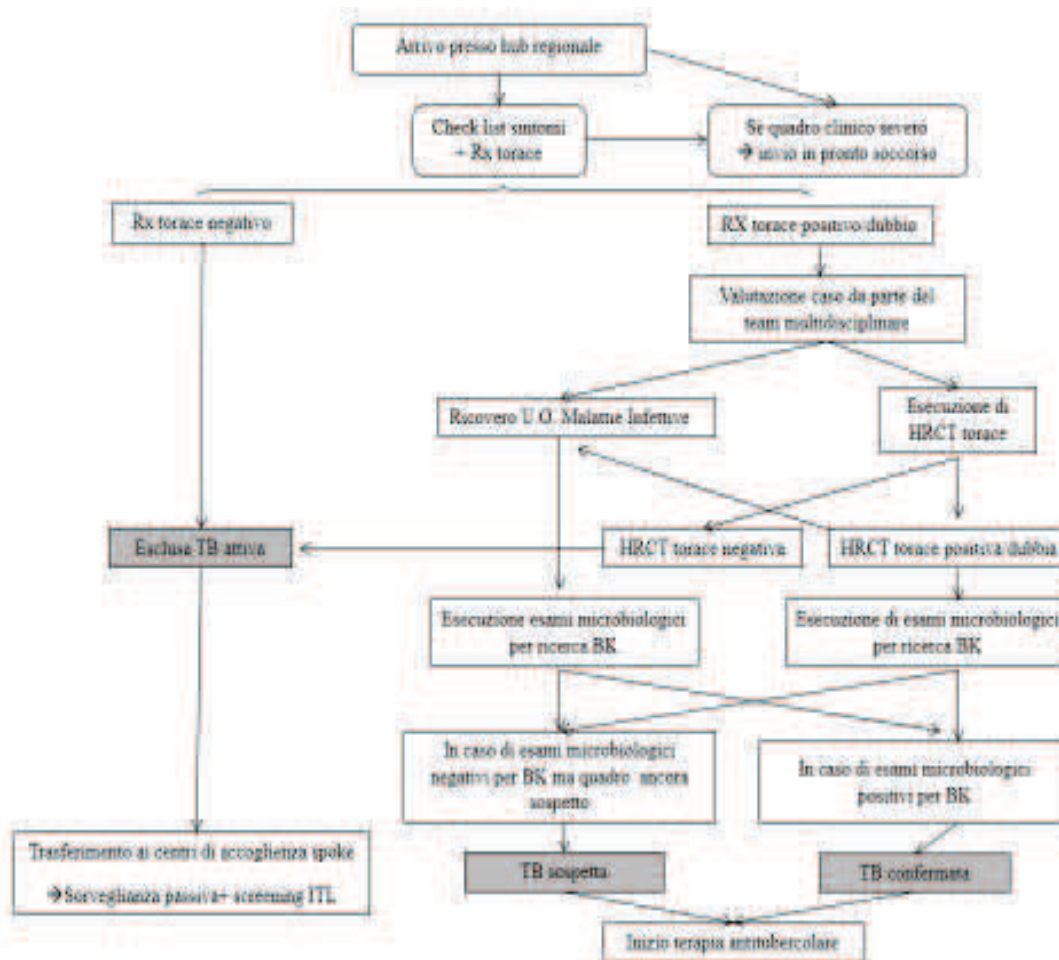 Arrivo presso hub regionale
Check list sintomi
+ Rx torace
Se quadro clinico severo
→ invio in pronto soccorso
Rx torace negativo
RX torace positivo/dubbio
Valutazione caso da parte del
team multidisciplinare
Ricovero U.O. Malattie Infettive
Esecuzione di
HRCT torace
Esclusa TB attiva
HRCT torace negativa
HRCT torace positiva/dubbia
Esecuzione esami microbiologici
per ricerca BK
Esecuzione di esami microbiologici
per ricerca BK
In caso di esami microbiologici
negativi per BK ma quadro ancora
sospetto
In caso di esami microbiologici
positivi per BK
Trasferimento ai centri di accoglienza spoke
→ Sorveglianza passiva+ screening ITL
TB sospetta
TB confermata
Inizio terapia antitubercolare